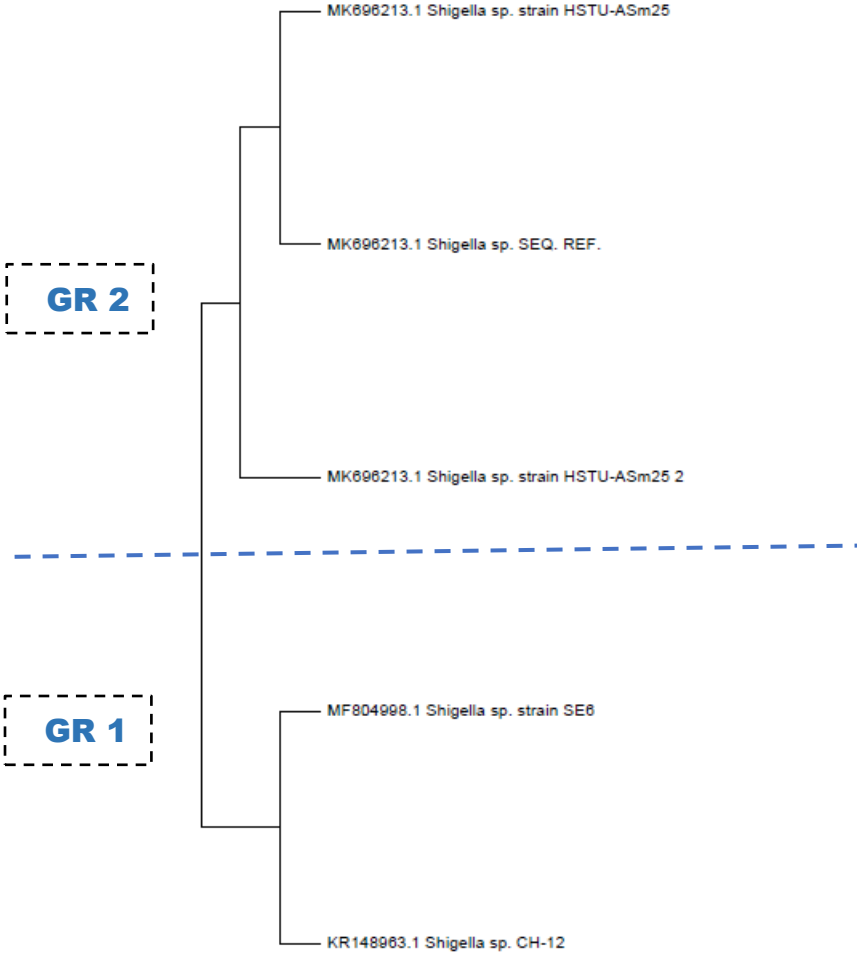 MK696213.1 Shigella sp. strain HSTU-ASm25
MK696213.1 Shigella sp. SEQ. REF.
GR 2
MK696213.1 Shigella sp. strain HSTU-ASm25 2
MF804998.1 Shigella sp. strain SE6
GR 1
KR148963.1 Shigella sp. CH-12